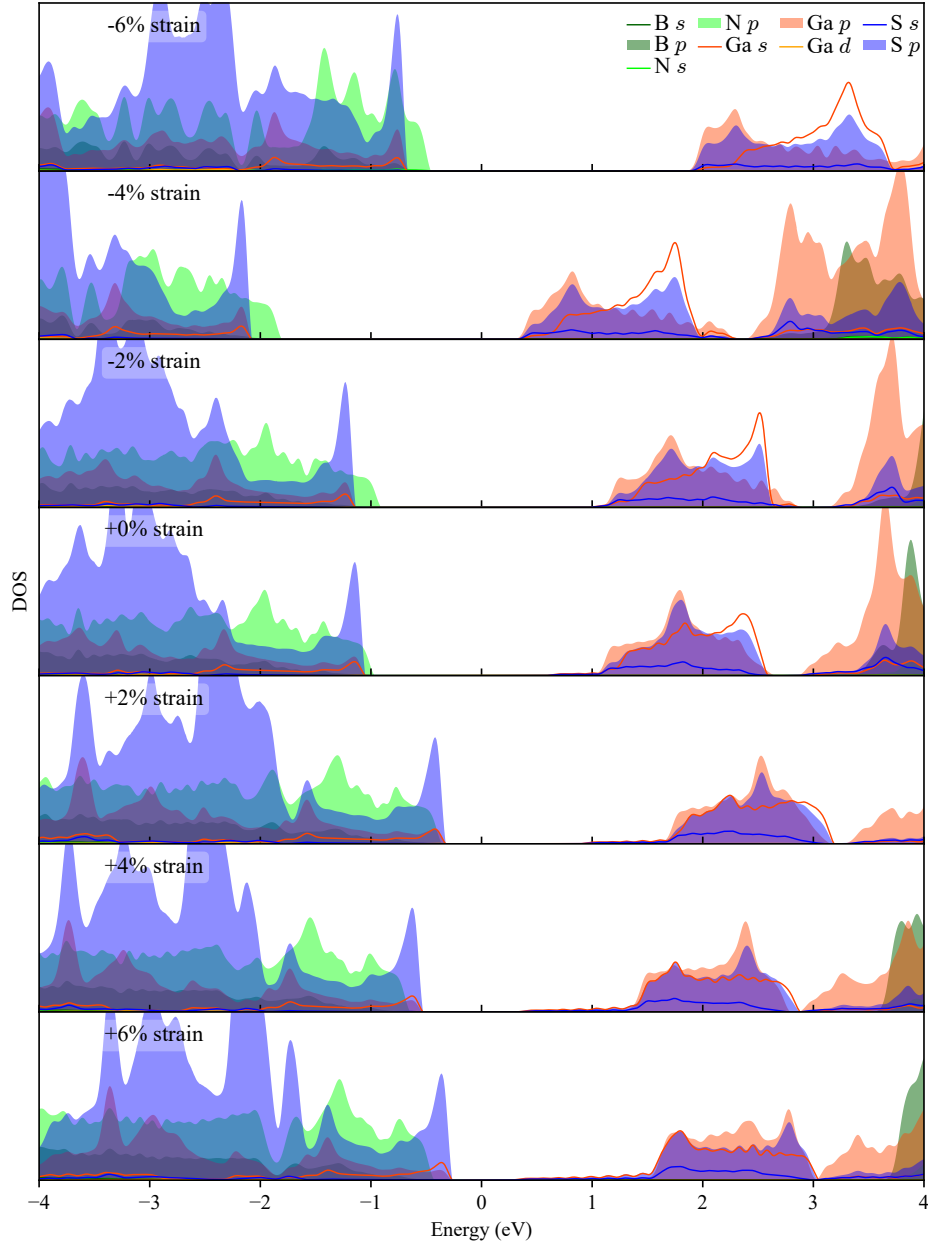 -6% strain
B s N p Ga p S s
B p Ga s Ga d S p
N s
-4% strain
-2% strain
+0% strain
DOS
+2% strain
+4% strain
+6% strain
−4 −3 −2 −1 0 1 2 3 4
Energy (eV)